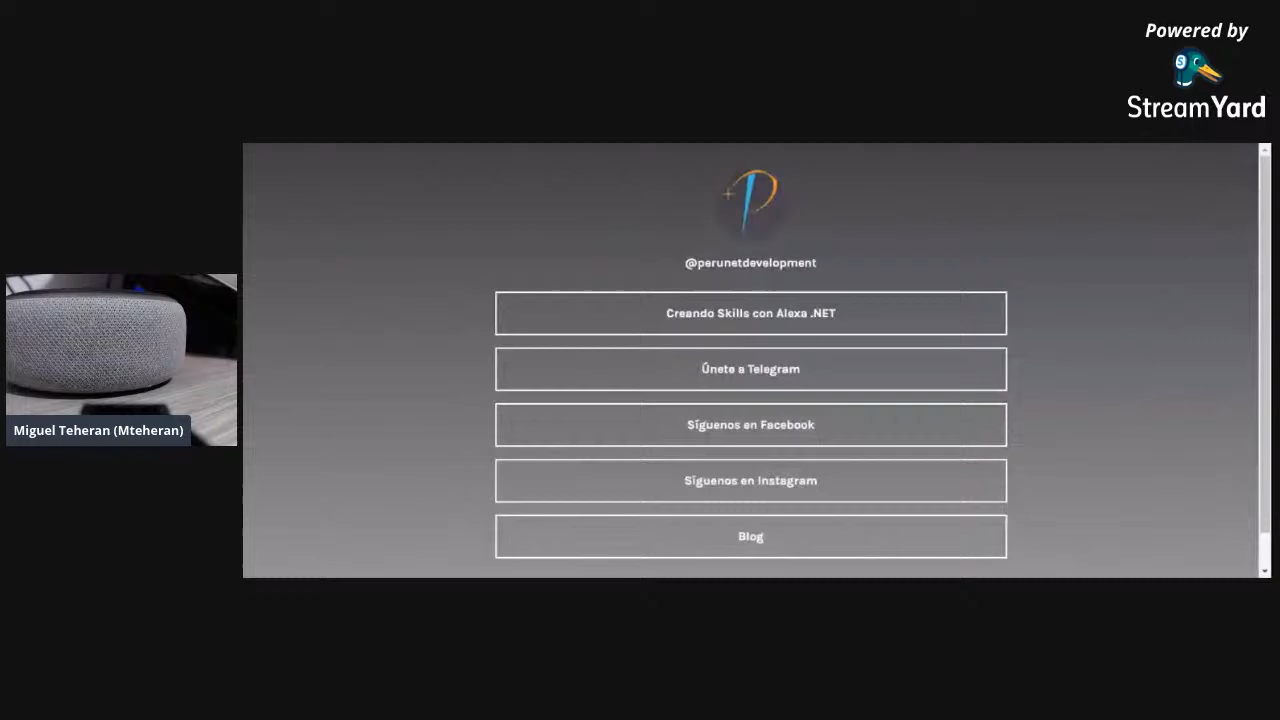 Powered by
StreamYard
@perunetdevelopment
Creando Skills con Alexa .NET
Únete a Telegram
Síguenos en Facebook
Síguenos en Instagram
Blog
Miguel Teheran (Mteheran)